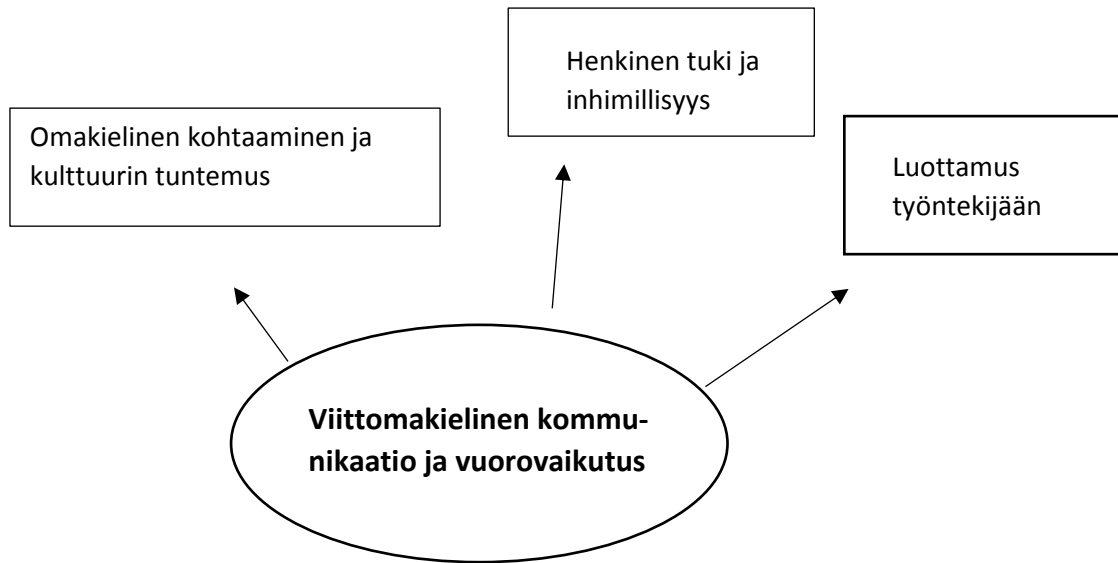 Henkinen tuki ja
inhimillisyys
Omakielinen kohtaaminen ja
kulttuurin tuntemus
Luottamus
työntekijään
Viittomakielinen kommu-
nikaatio ja vuorovaikutus